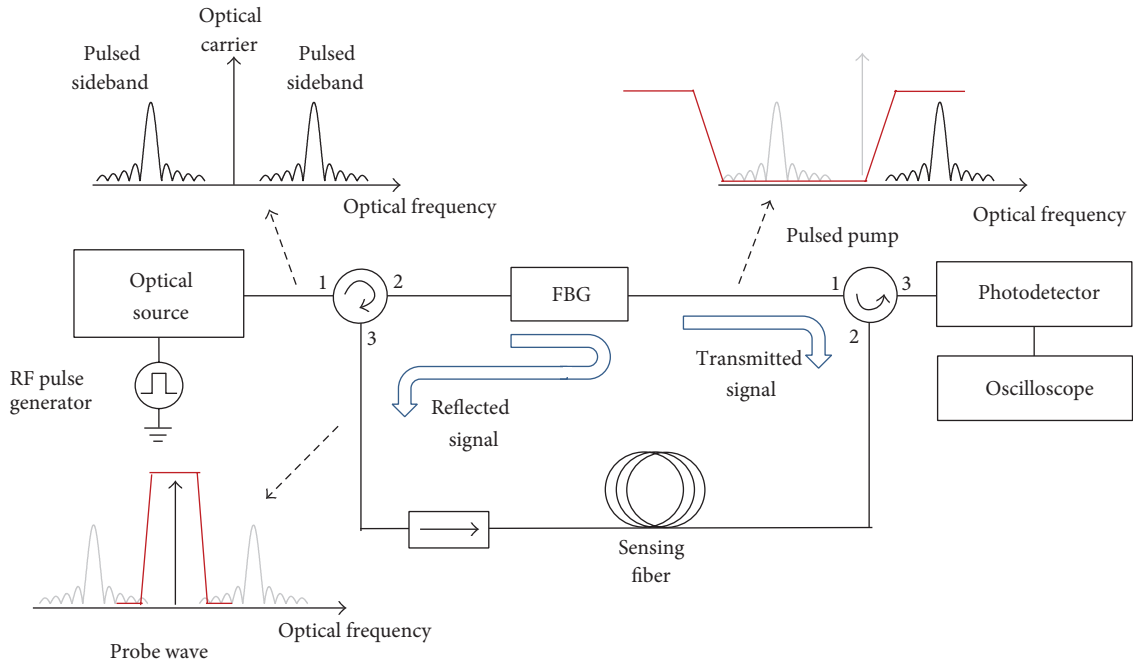 Optical
carrier
Pulsed
sideband
Pulsed
sideband
Optical frequency
Optical frequency
Pulsed pump
Optical
source
1
2
3
FBG
1
3
2
Photodetector
Oscilloscope
RF pulse
generator
Reflected
signal
Transmitted
signal
Sensing
fiber
Optical frequency
Probe wave